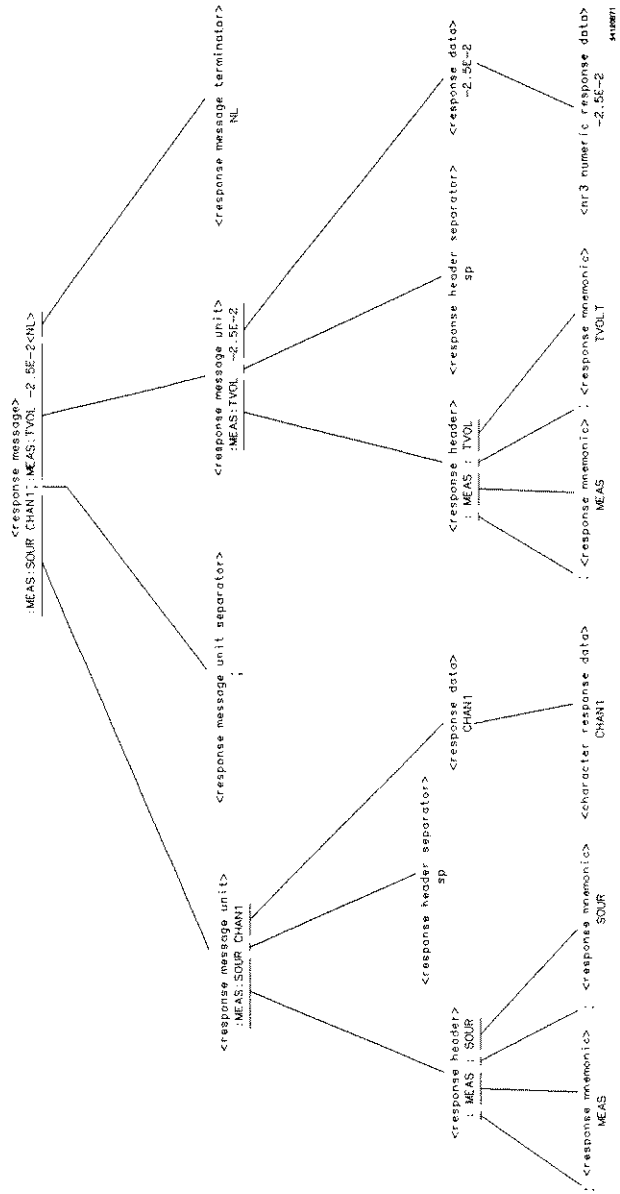 <response message>
:MEAS:SOUR CHAN1;:MEAS:TVOL -2.5E-2<NL>
<response message unit>
:MEAS:SOUR CHAN1
<response message unit separator>
;
<response message unit>
:MEAS:TVOL -2.5E-2
<response message terminator>
NL
<response header>
: MEAS : SOUR
<response header separator>
sp
<response data>
CHAN1
<response header>
: MEAS : TVOL
<response header separator>
sp
<response data>
-2.5E-2
: <response mnemonic> : <response mnemonic>
MEAS SOUR
<character response data>
CHAN1
: <response mnemonic> : <response mnemonic>
MEAS TVOLT
<nr3 numeric response data>
-2.5E-2